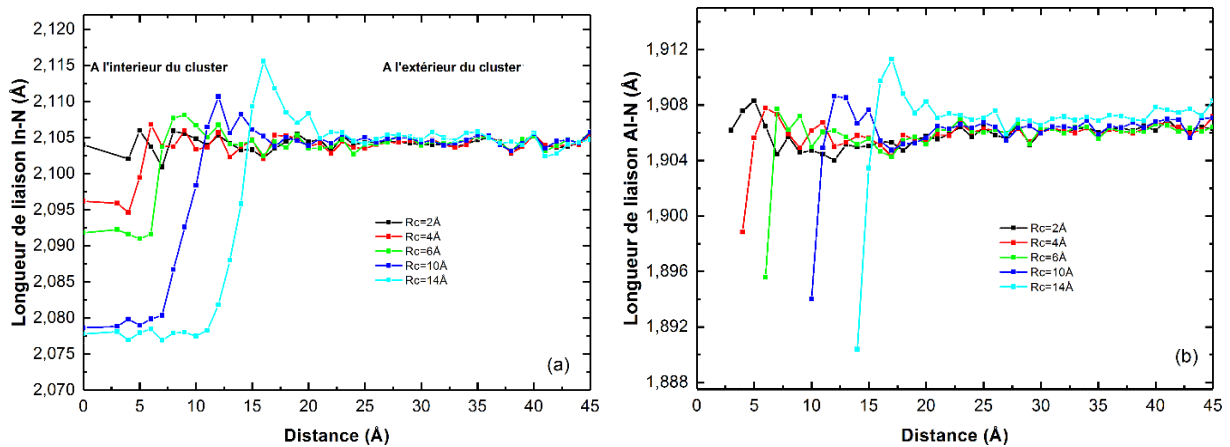 2,120
2,115
2,110
2,105
2,100
2,095
2,090
2,085
2,080
2,075
2,070
Longueur de liaison In-N (Å)
A l'interieur du cluster
A l'extérieur du cluster
Rc=2Å
Rc=4Å
Rc=6Å
Rc=10Å
Rc=14Å
(a)
0 5 10 15 20 25 30 35 40 45
Distance (Å)
1,912
1,908
1,904
1,900
1,896
1,892
1,888
Longueur de liaison Al-N (Å)
Rc=2Å
Rc=4Å
Rc=6Å
Rc=10Å
Rc=14Å
(b)
0 5 10 15 20 25 30 35 40 45
Distance (Å)